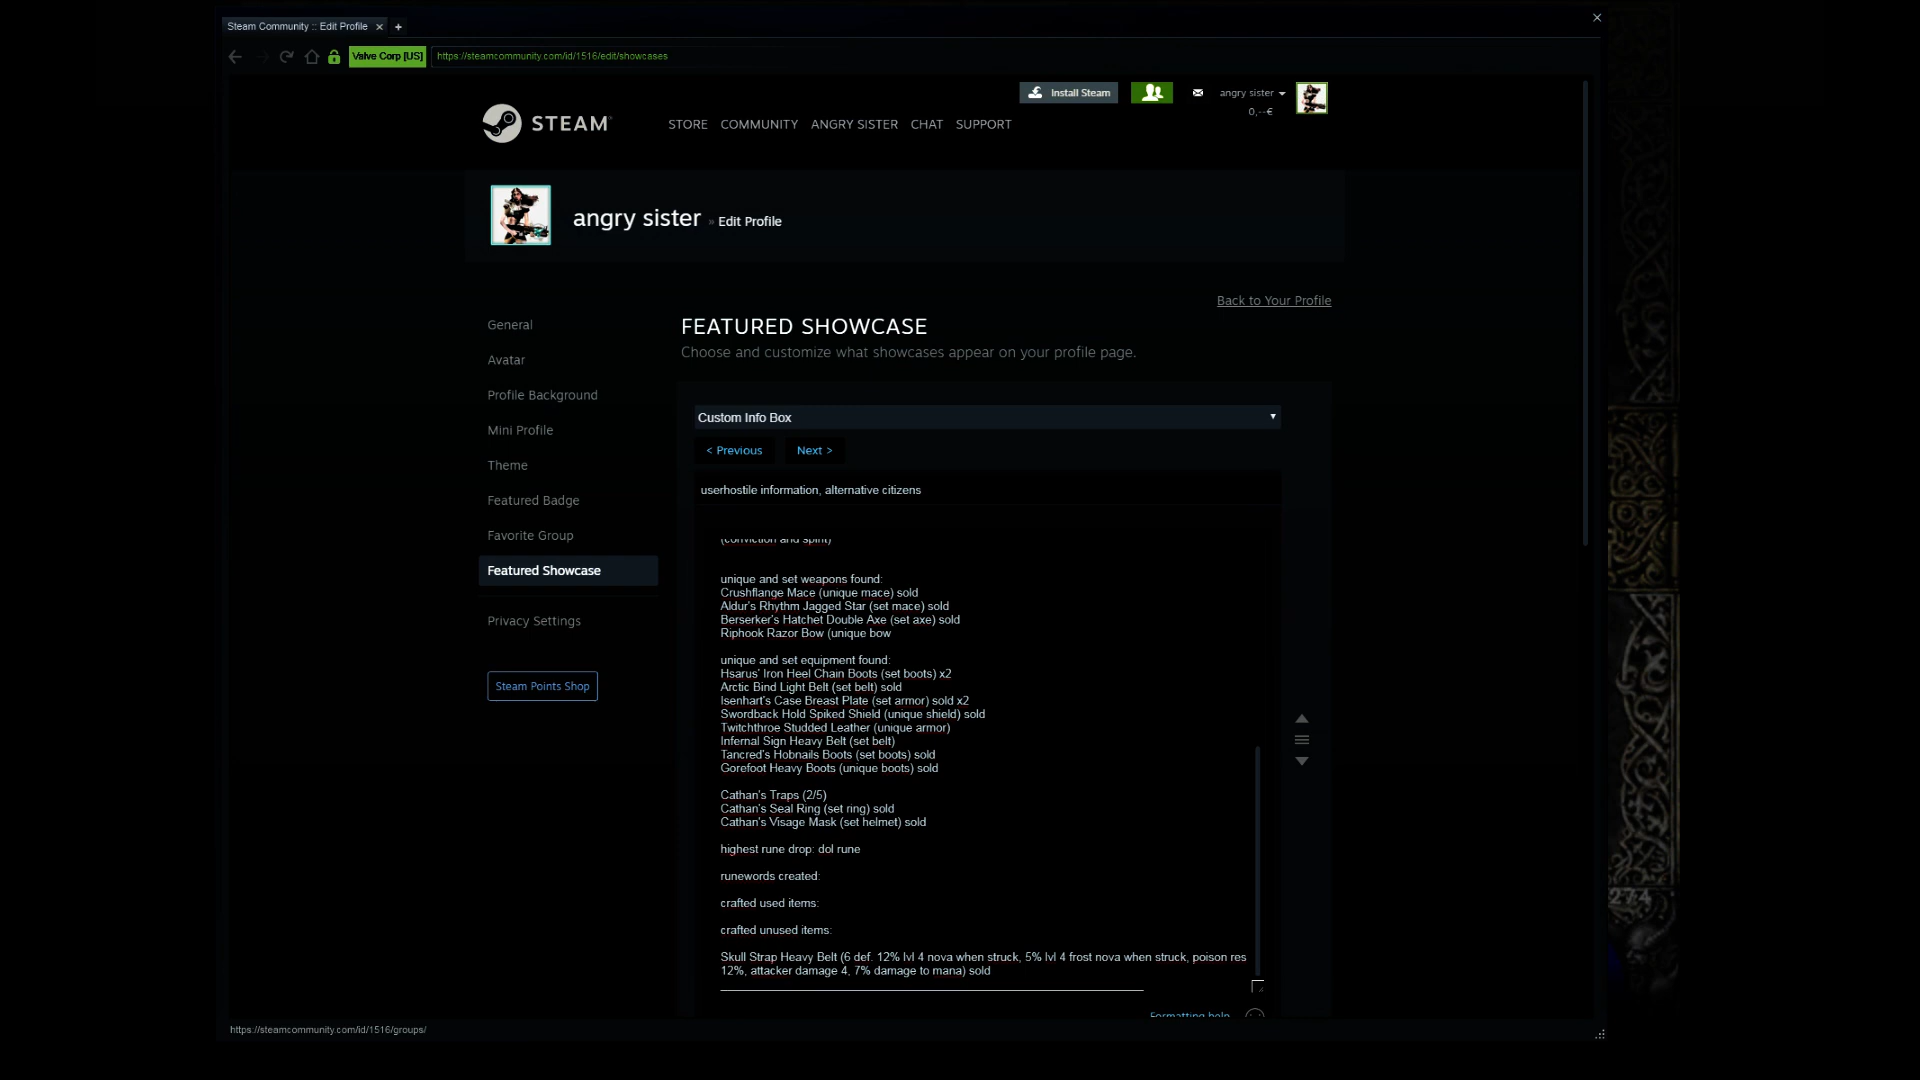 Steam Community :: Edit Profile
Valve Corp [US]
https://steamcommunity.com/id/1516/edit/showcases
Install Steam
angry sister
0,--€
STEAM
STORE COMMUNITY ANGRY SISTER CHAT SUPPORT
angry sister » Edit Profile
Back to Your Profile
General
Avatar
Profile Background
Mini Profile
Theme
Featured Badge
Favorite Group
Featured Showcase
Privacy Settings
Steam Points Shop
FEATURED SHOWCASE
Choose and customize what showcases appear on your profile page.
Custom Info Box
< Previous Next >
userhostile information, alternative citizens
(conviction and spirit)
unique and set weapons found:
Crushflange Mace (unique mace) sold
Aldur's Rhythm Jagged Star (set mace) sold
Berserker's Hatchet Double Axe (set axe) sold
Riphook Razor Bow (unique bow
unique and set equipment found:
Hsarus' Iron Heel Chain Boots (set boots) x2
Arctic Bind Light Belt (set belt) sold
Isenhart's Case Breast Plate (set armor) sold x2
Swordback Hold Spiked Shield (unique shield) sold
Twitchthroe Studded Leather (unique armor)
Infernal Sign Heavy Belt (set belt)
Tancred's Hobnails Boots (set boots) sold
Gorefoot Heavy Boots (unique boots) sold
Cathan's Traps (2/5)
Cathan's Seal Ring (set ring) sold
Cathan's Visage Mask (set helmet) sold
highest rune drop: dol rune
runewords created:
crafted used items:
crafted unused items:
Skull Strap Heavy Belt (6 def. 12% lvl 4 nova when struck, 5% lvl 4 frost nova when struck, poison res
12%, attacker damage 4, 7% damage to mana) sold
Formatting help
https://steamcommunity.com/id/1516/groups/
274